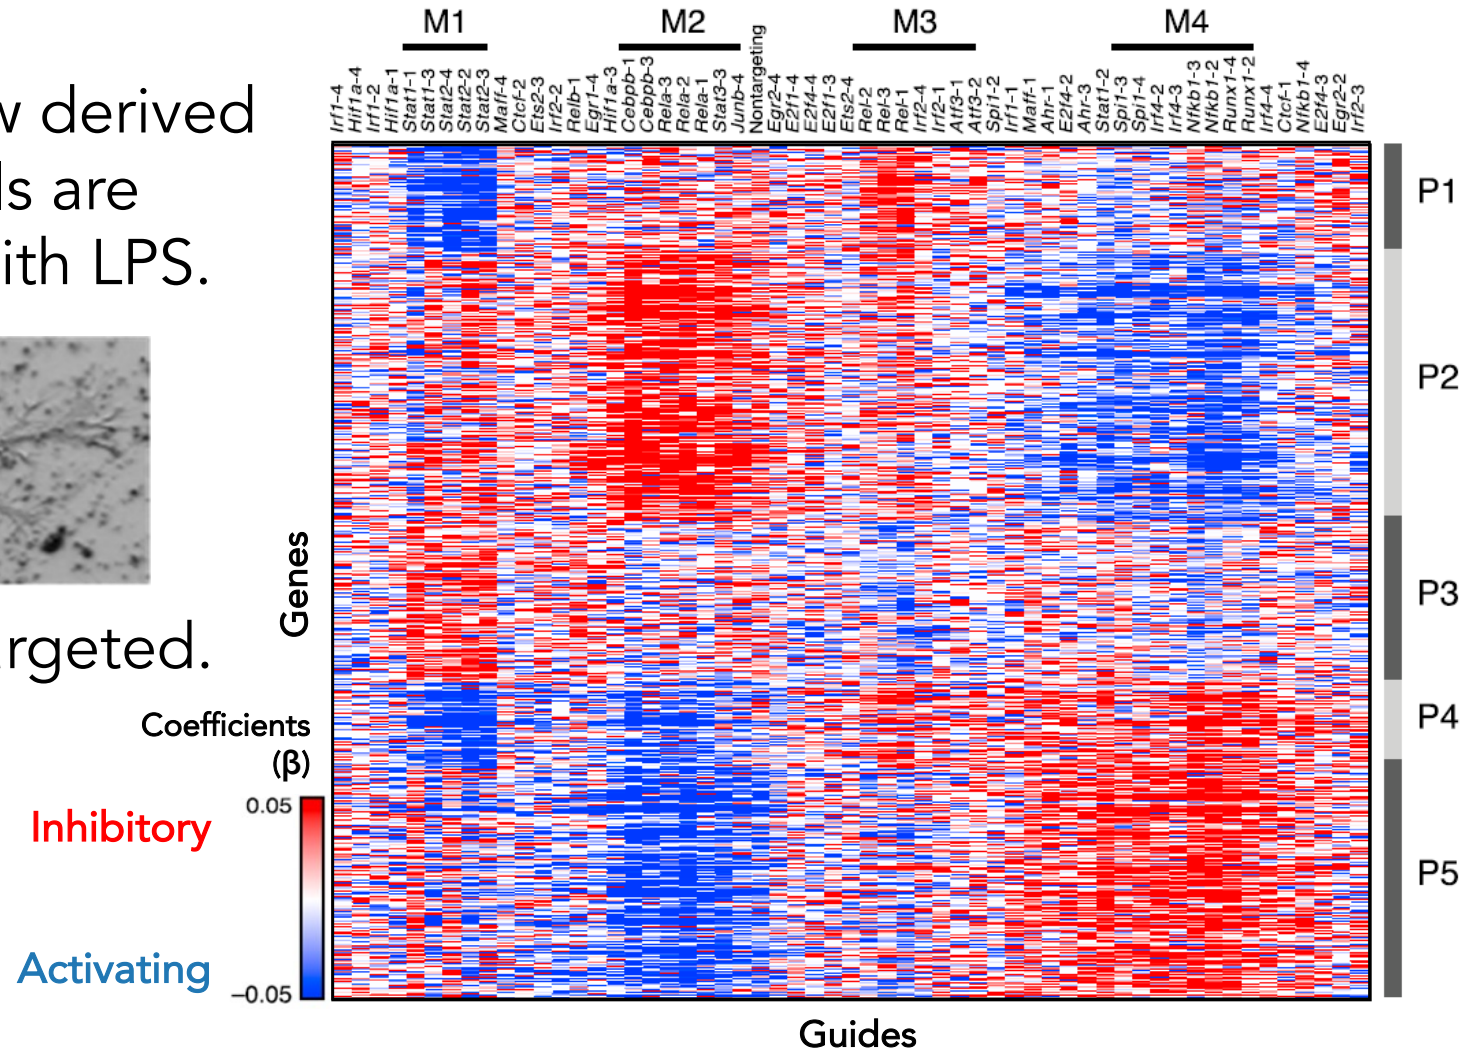 w derived
ls are
ith LPS.
rgeted.
M1
M2
M3
M4
Irf1-4
Hif1a-4
Irf1-2
Hif1a-1
Stat1-1
Stat1-3
Stat2-4
Stat2-2
Stat2-3
Maff-4
Ctcf-2
Ets2-3
Irf2-2
Relb-1
Egr1-4
Hif1a-3
Cebpb-1
Cebpb-3
Rela-3
Rela-2
Rela-1
Stat3-3
Junb-4
Nontargeting
Egr2-4
E2f1-4
E2f4-4
E2f1-3
Ets2-4
Rel-2
Rel-3
Rel-1
Irf2-4
Irf2-1
Atf3-1
Atf3-2
Spi1-2
Irf1-1
Maff-1
Ahr-1
E2f4-2
Ahr-3
Stat1-2
Spi1-3
Spi1-4
Irf4-2
Irf4-3
Nfkb1-3
Nfkb1-2
Runx1-4
Runx1-2
Irf4-4
Ctcf-1
Nfkb1-4
E2f4-3
Egr2-2
Irf2-3
P1
P2
P3
P4
P5
Genes
Coefficients
(β)
0.05
Inhibitory
Activating
−0.05
Guides